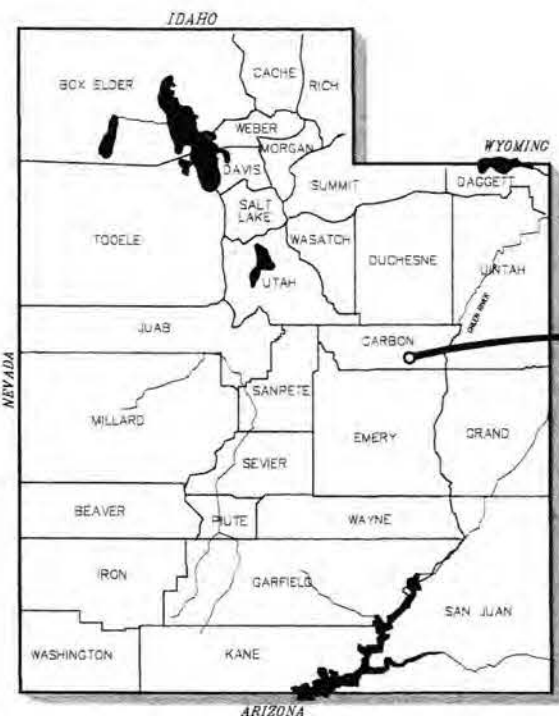 IDAHO
CACHE
RICH
BOX ELDER
WEBER
MORGAN
WYOMING
DAVIS
DAGGETT
SUMMIT
SALT
LAKE
TOOELE
WASATCH
DUCHESNE
UINTAH
UTAH
GREEN RIVER
JUAB
CARBON
NEVADA
SANPETE
MILLARD
EMERY
GRAND
SEVIER
BEAVER
PIUTE
WAYNE
IRON
GARFIELD
SAN JUAN
WASHINGTON
KANE
ARIZONA